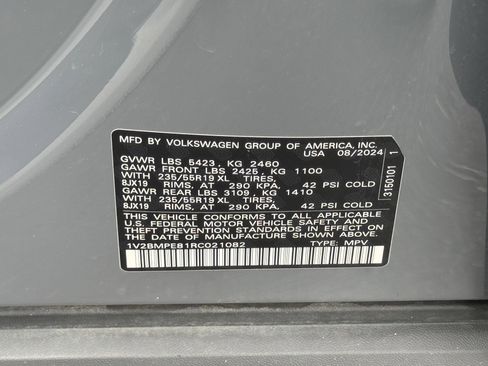 MFD BY VOLKSWAGEN GROUP OF AMERICA, INC.
USA 08/2024
GVWR LBS 5423, KG 2460
GAWR FRONT LBS 2425, KG 1100
WITH 235/55R19 XL TIRES,
8JX19 RIMS, AT 290 KPA. 42 PSI COLD
GAWR REAR LBS 3109, KG 1410
WITH 235/55R19 XL TIRES,
8JX19 RIMS, AT 290 KPA. 42 PSI COLD
THIS VEHICLE CONFORMS TO ALL APPLICABLE
U.S. FEDERAL MOTOR VEHICLE SAFETY AND
THEFT PREVENTION STANDARDS IN EFFECT ON
THE DATE OF MANUFACTURE SHOWN ABOVE.
1V2BMPE81RC021082 TYPE: MPV
3150101 1